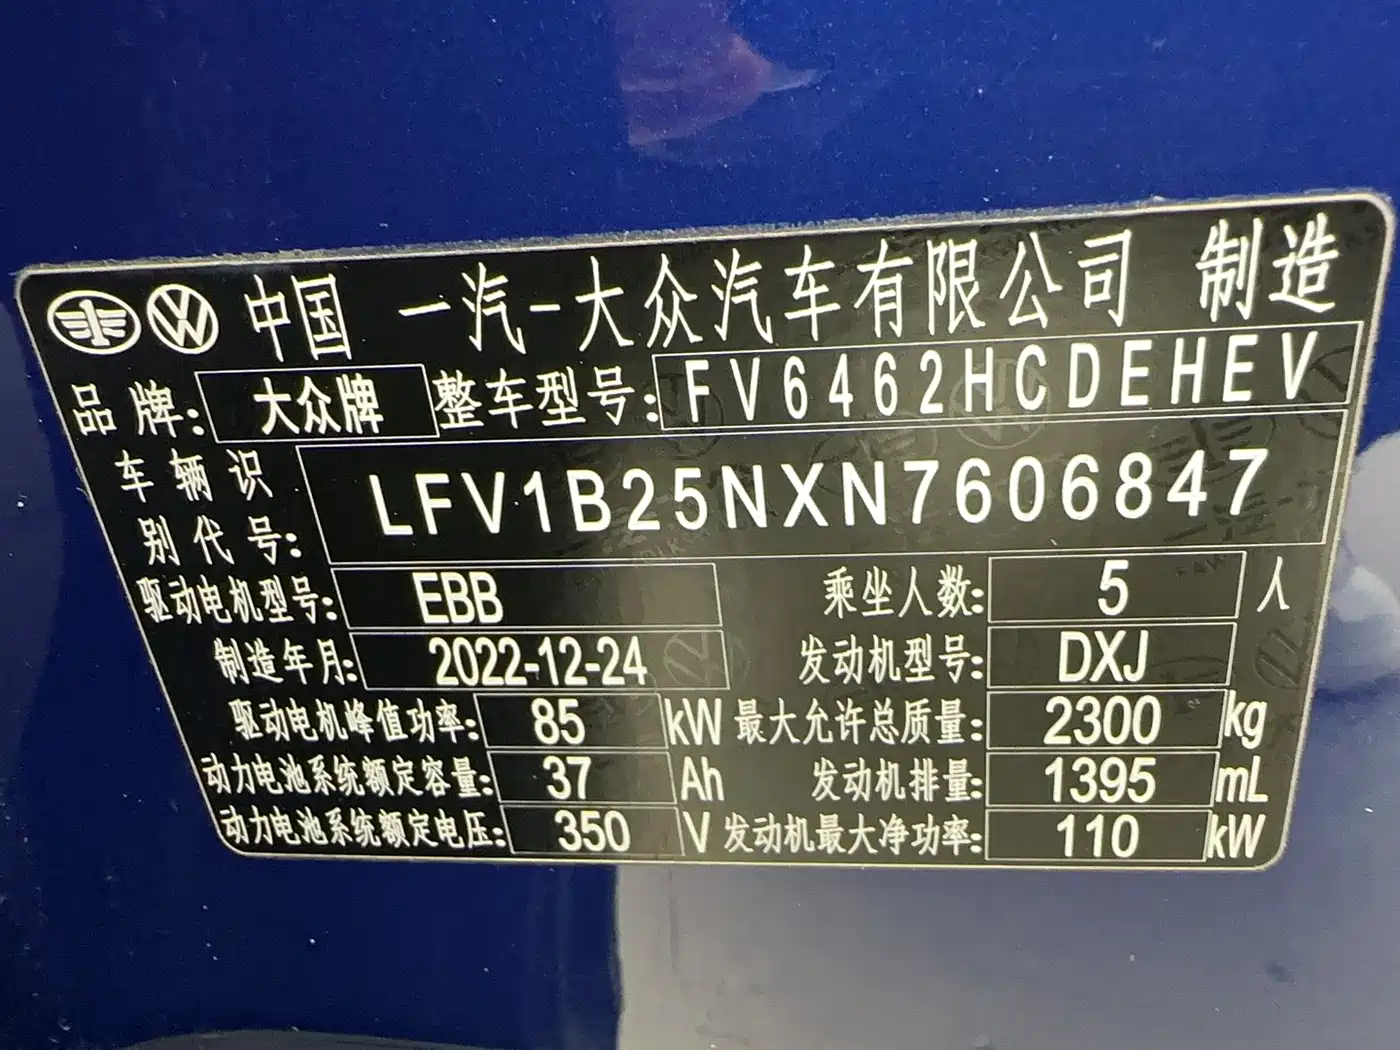 中国 一汽-大众汽车有限公司 制造
品牌: 大众牌 整车型号: FV6462HCDEHEV
车辆识别代号: LFV1B25NXN7606847
驱动电机型号: EBB 乘坐人数: 5 人
制造年月: 2022-12-24 发动机型号: DXJ
驱动电机峰值功率: 85 kW 最大允许总质量: 2300 kg
动力电池系统额定容量: 37 Ah 发动机排量: 1395 mL
动力电池系统额定电压: 350 V 发动机最大净功率: 110 kW